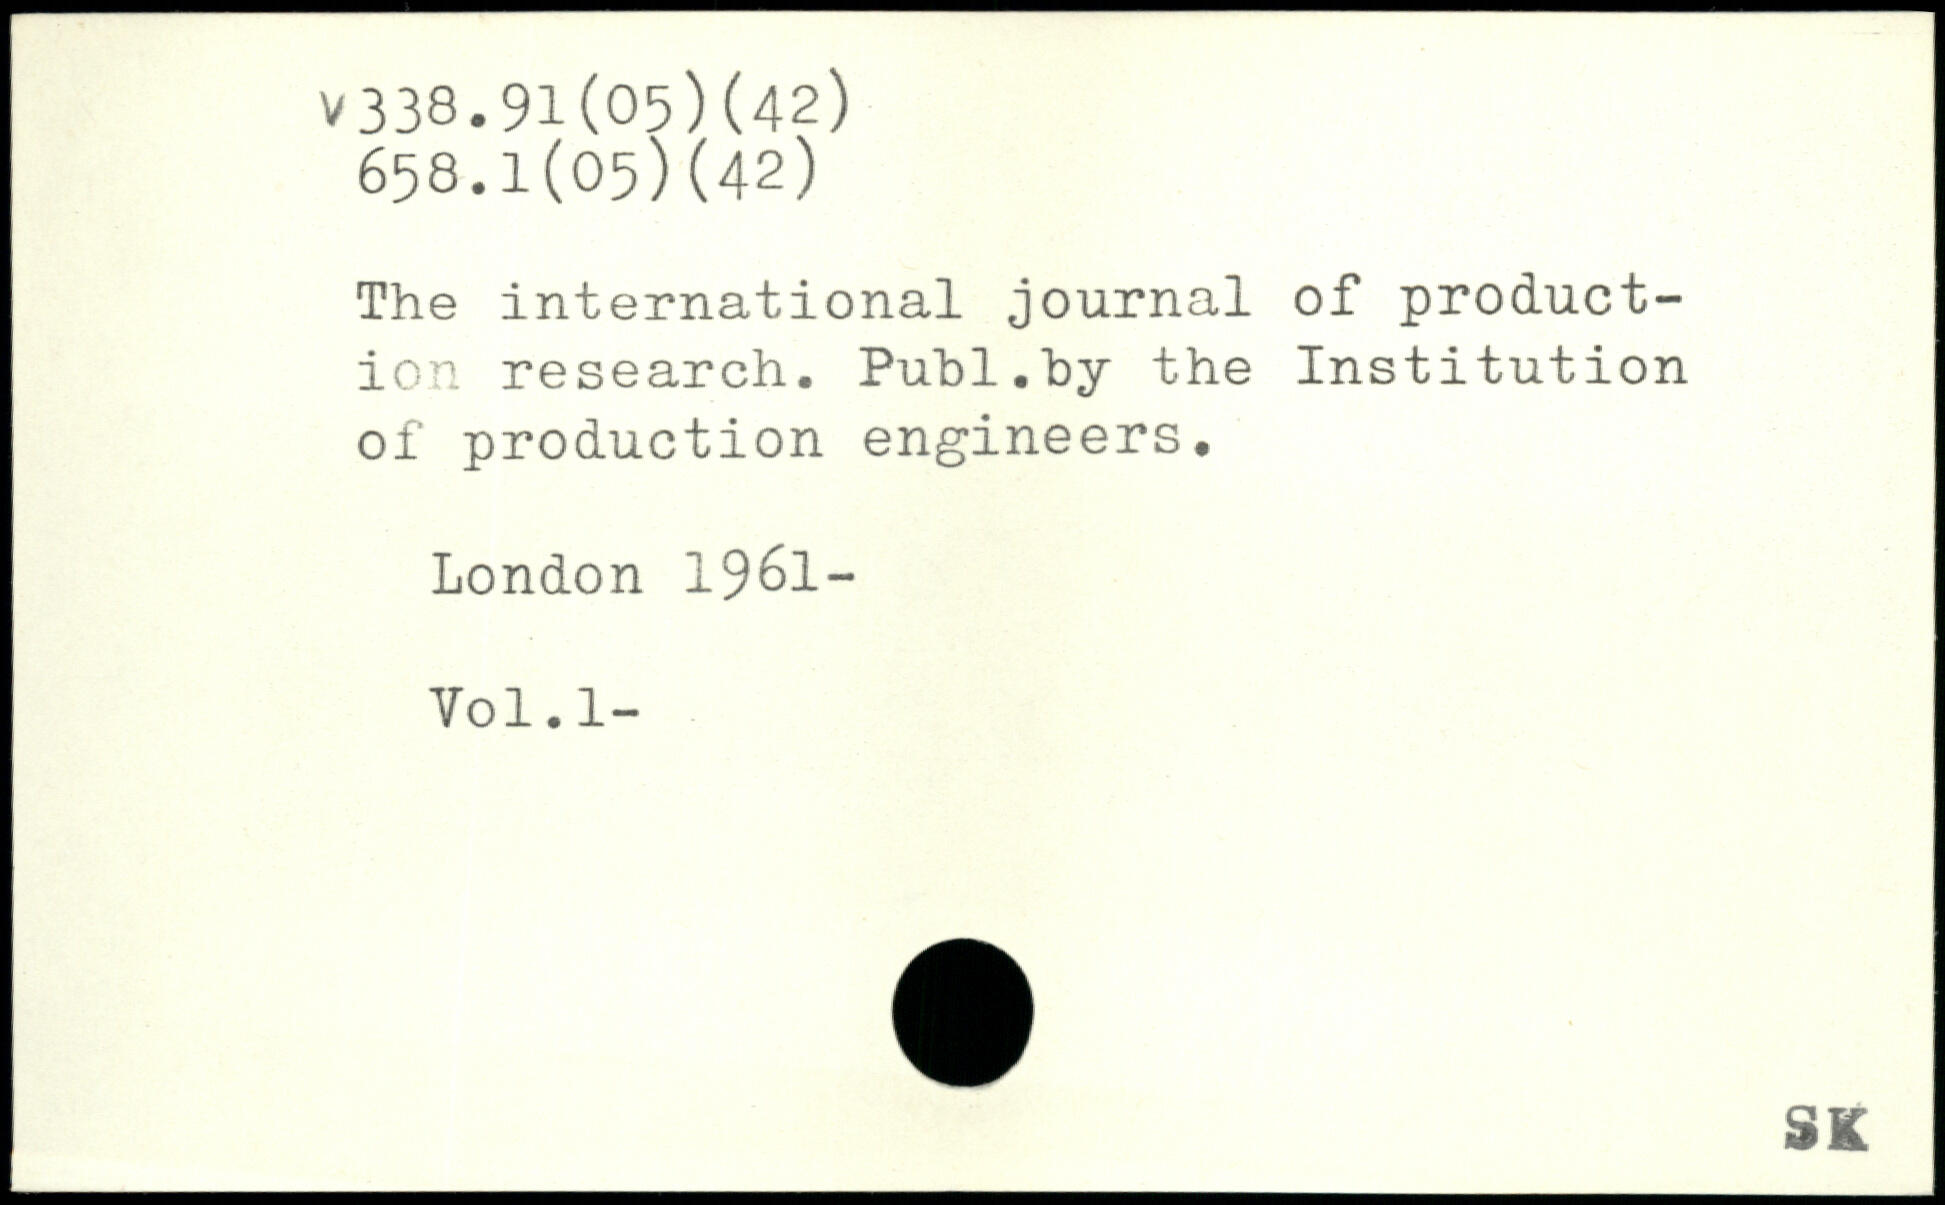 v338.91(05)(42)
658.1(05)(42)
The international journal of product-
ion research. Publ.by the Institution
of production engineers.
London 1961-
Vol.1-
SK